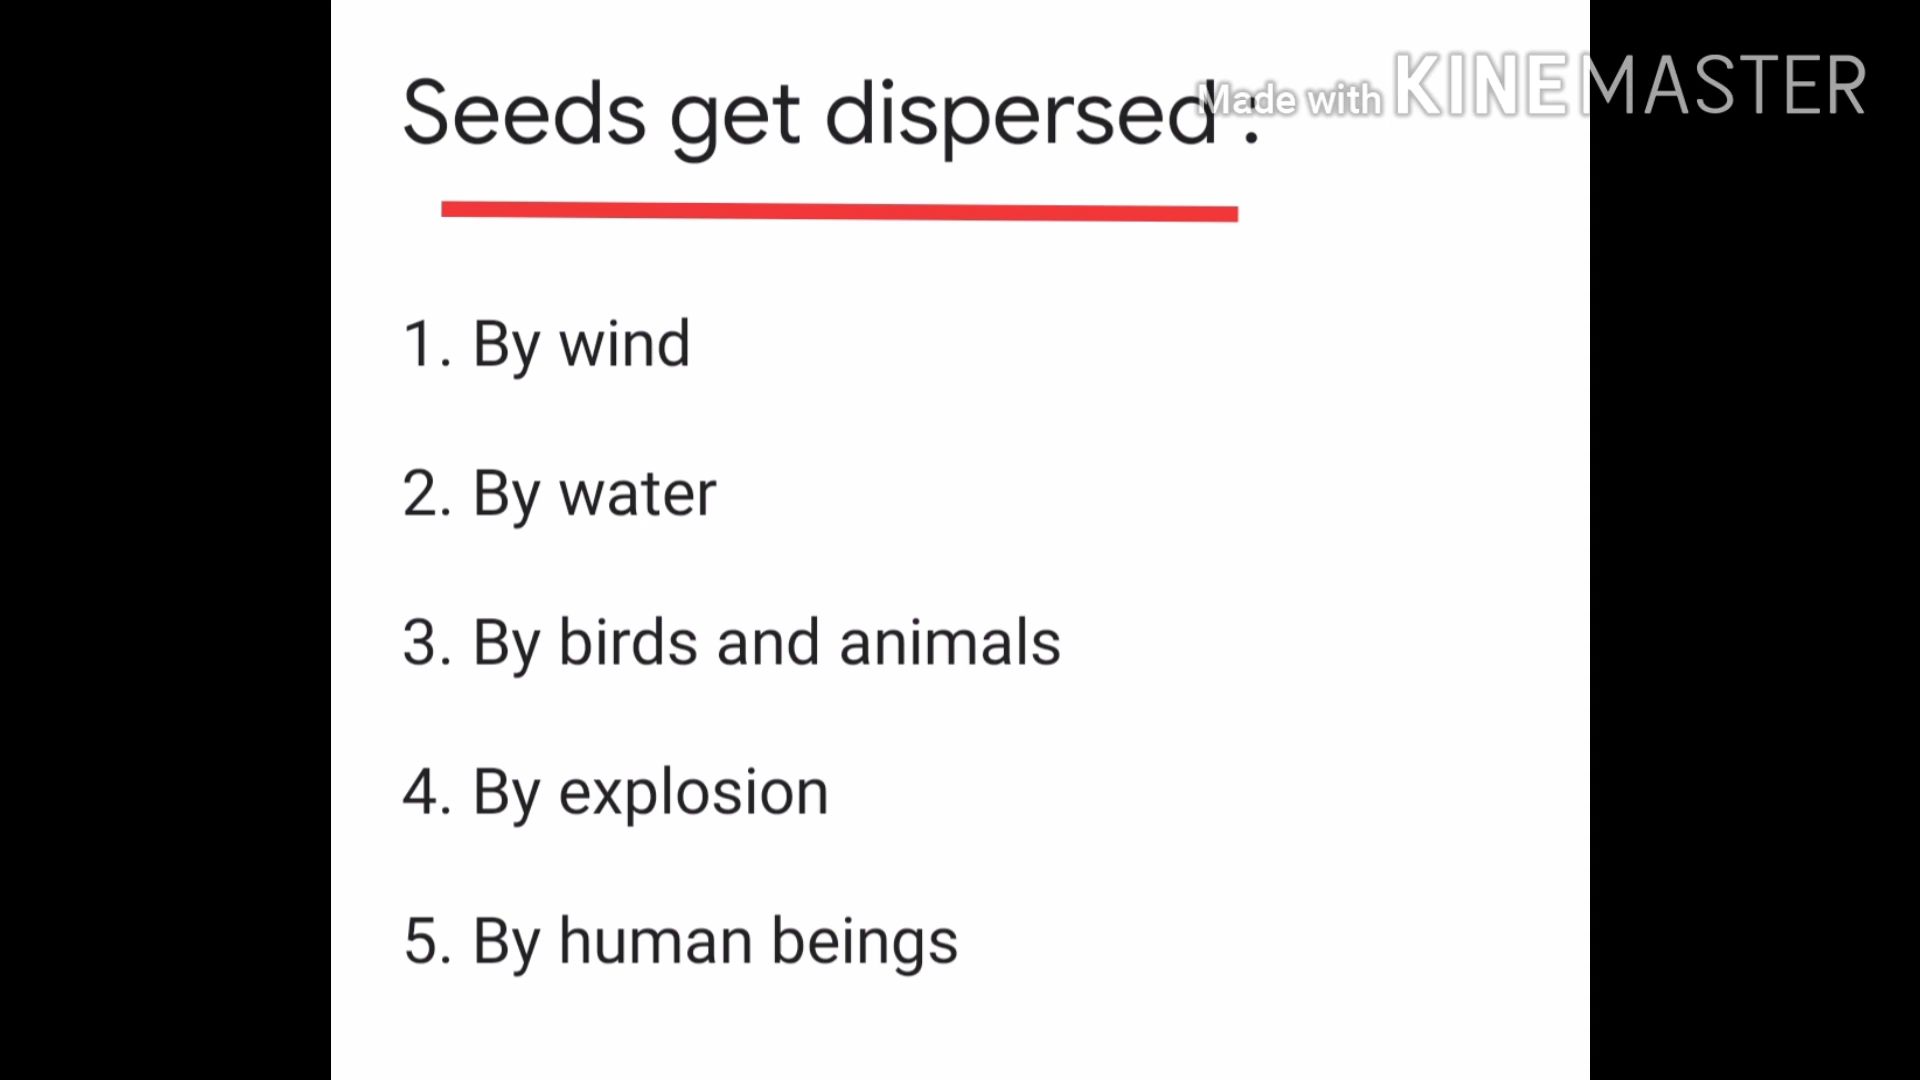 Seeds get dispersed :
Made with KINEMASTER
1. By wind
2. By water
3. By birds and animals
4. By explosion
5. By human beings